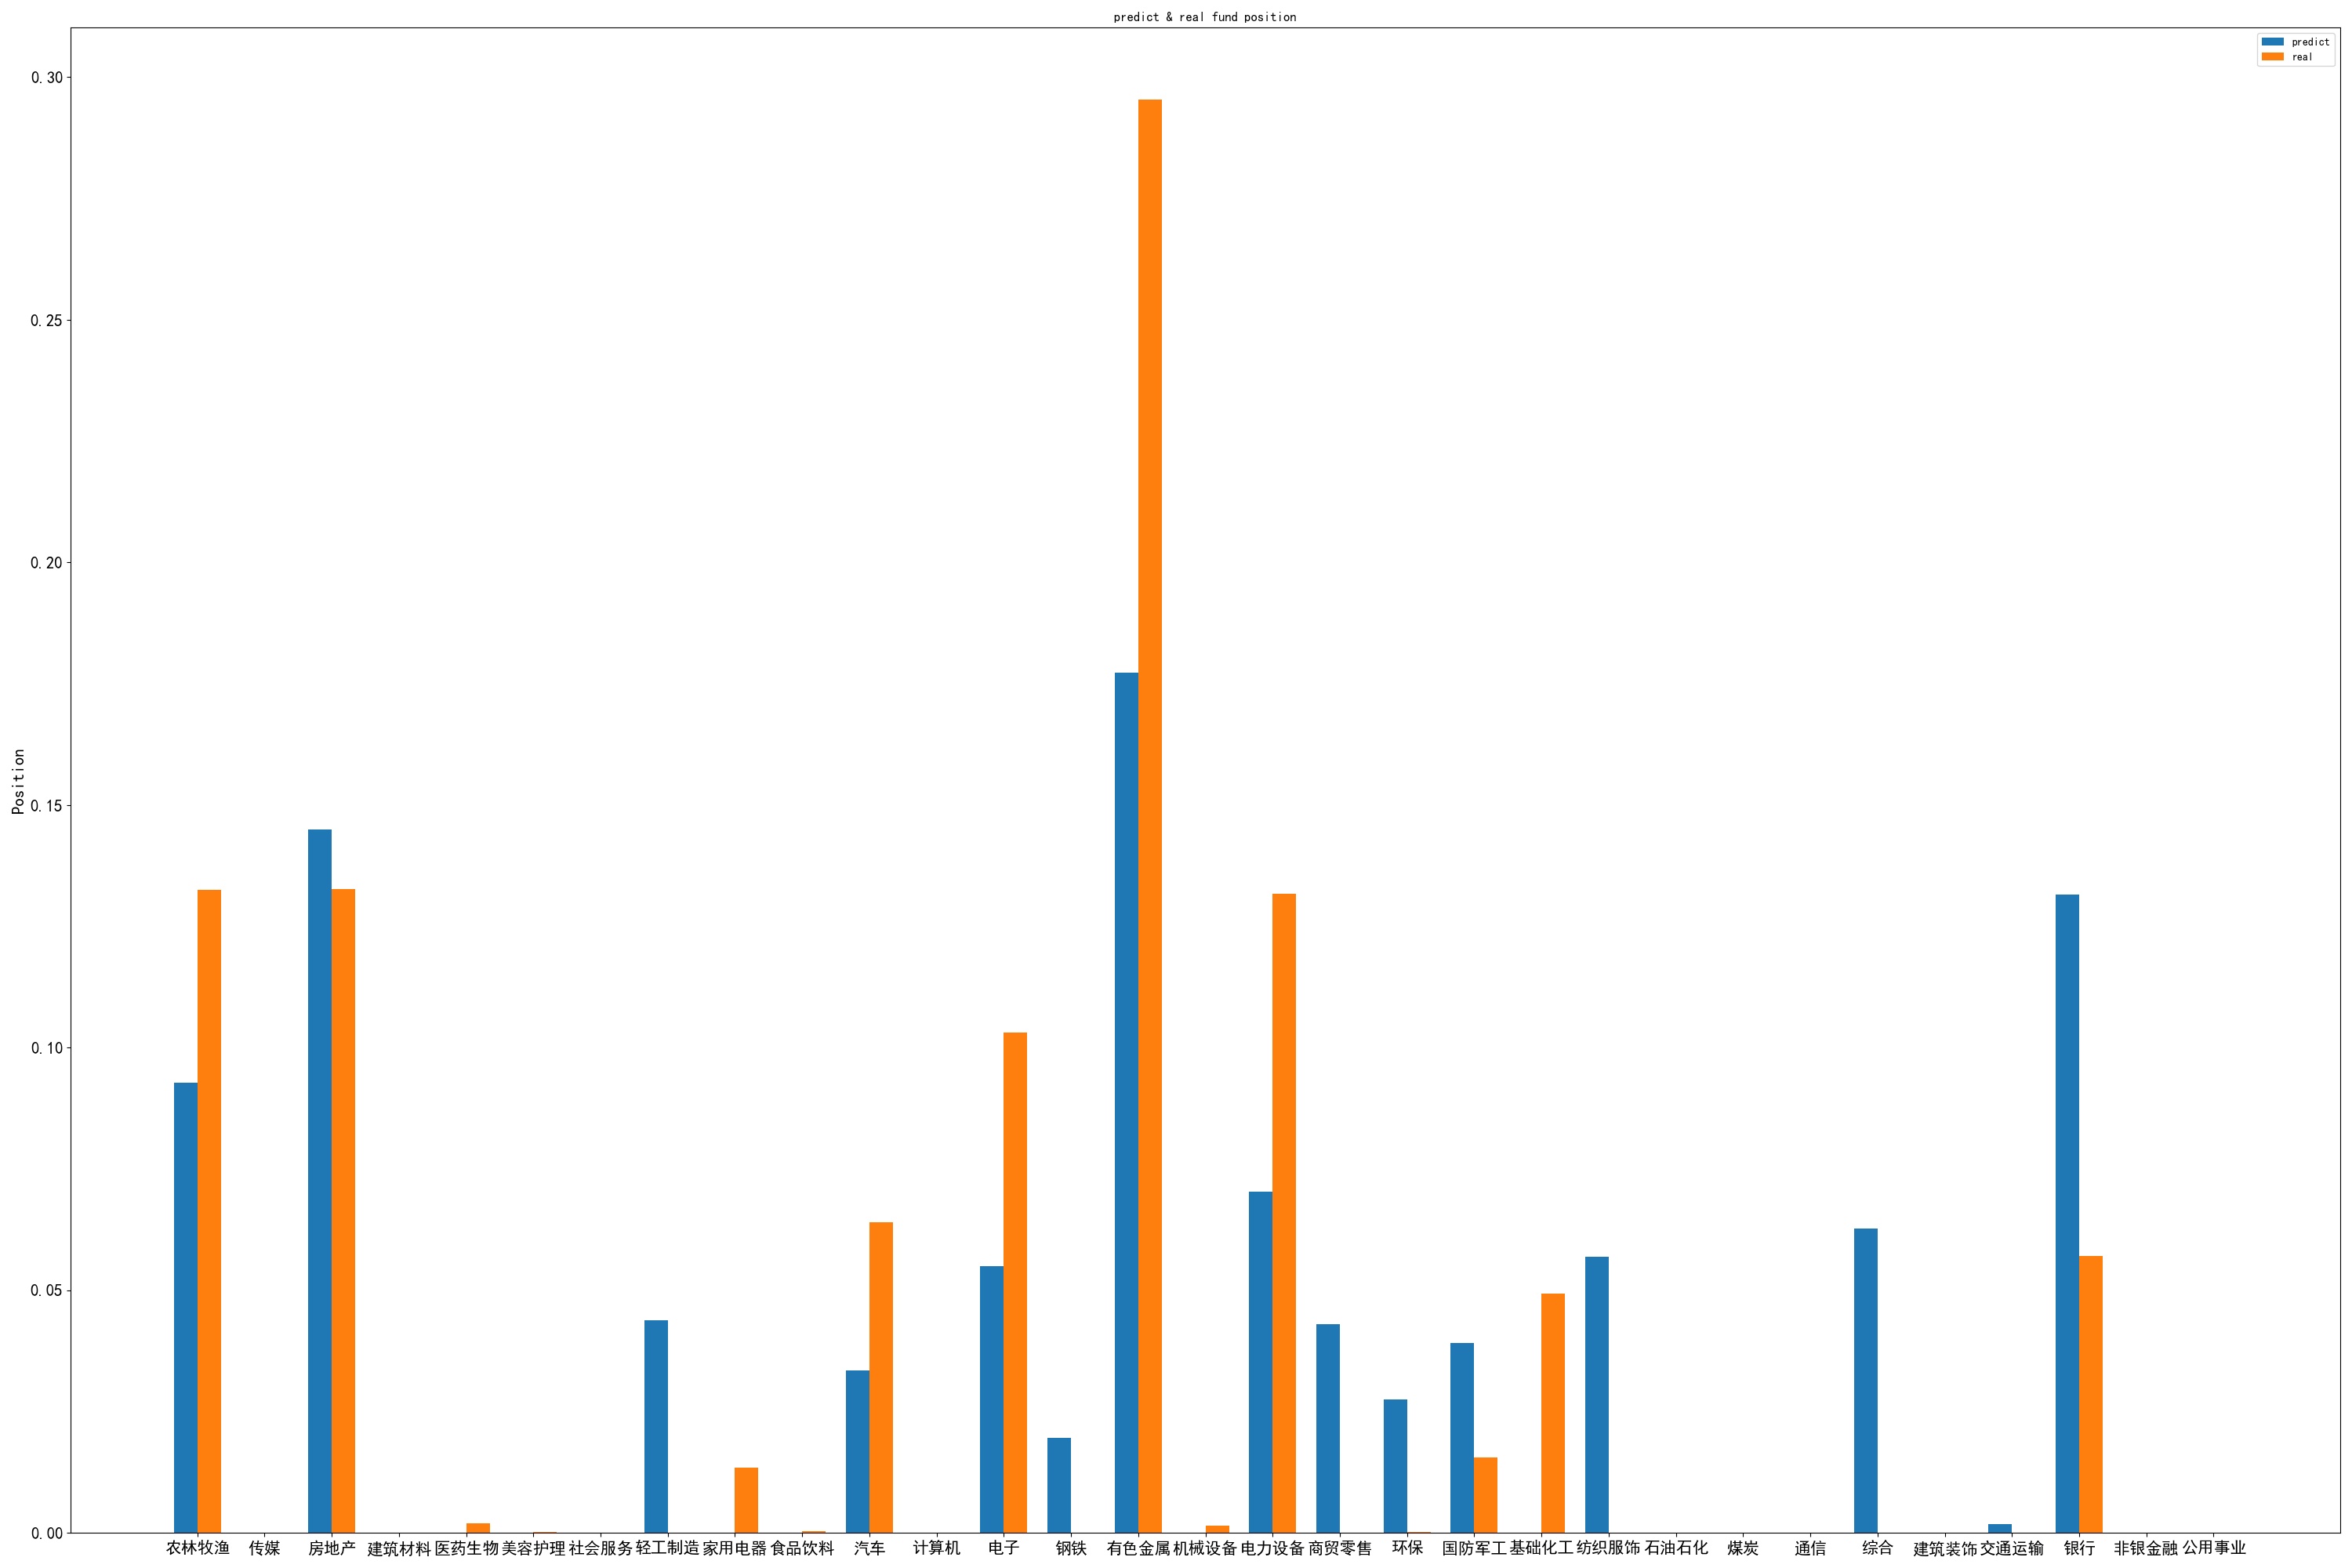 predict & real fund position
predict
real
Position
0.30
0.25
0.20
0.15
0.10
0.05
0.00
农林牧渔 传媒 房地产 建筑材料 医药生物 美容护理 社会服务 轻工制造 家用电器 食品饮料 汽车 计算机 电子 钢铁 有色金属 机械设备 电力设备 商贸零售 环保 国防军工 基础化工 纺织服饰 石油石化 煤炭 通信 综合 建筑装饰 交通运输 银行 非银金融 公用事业